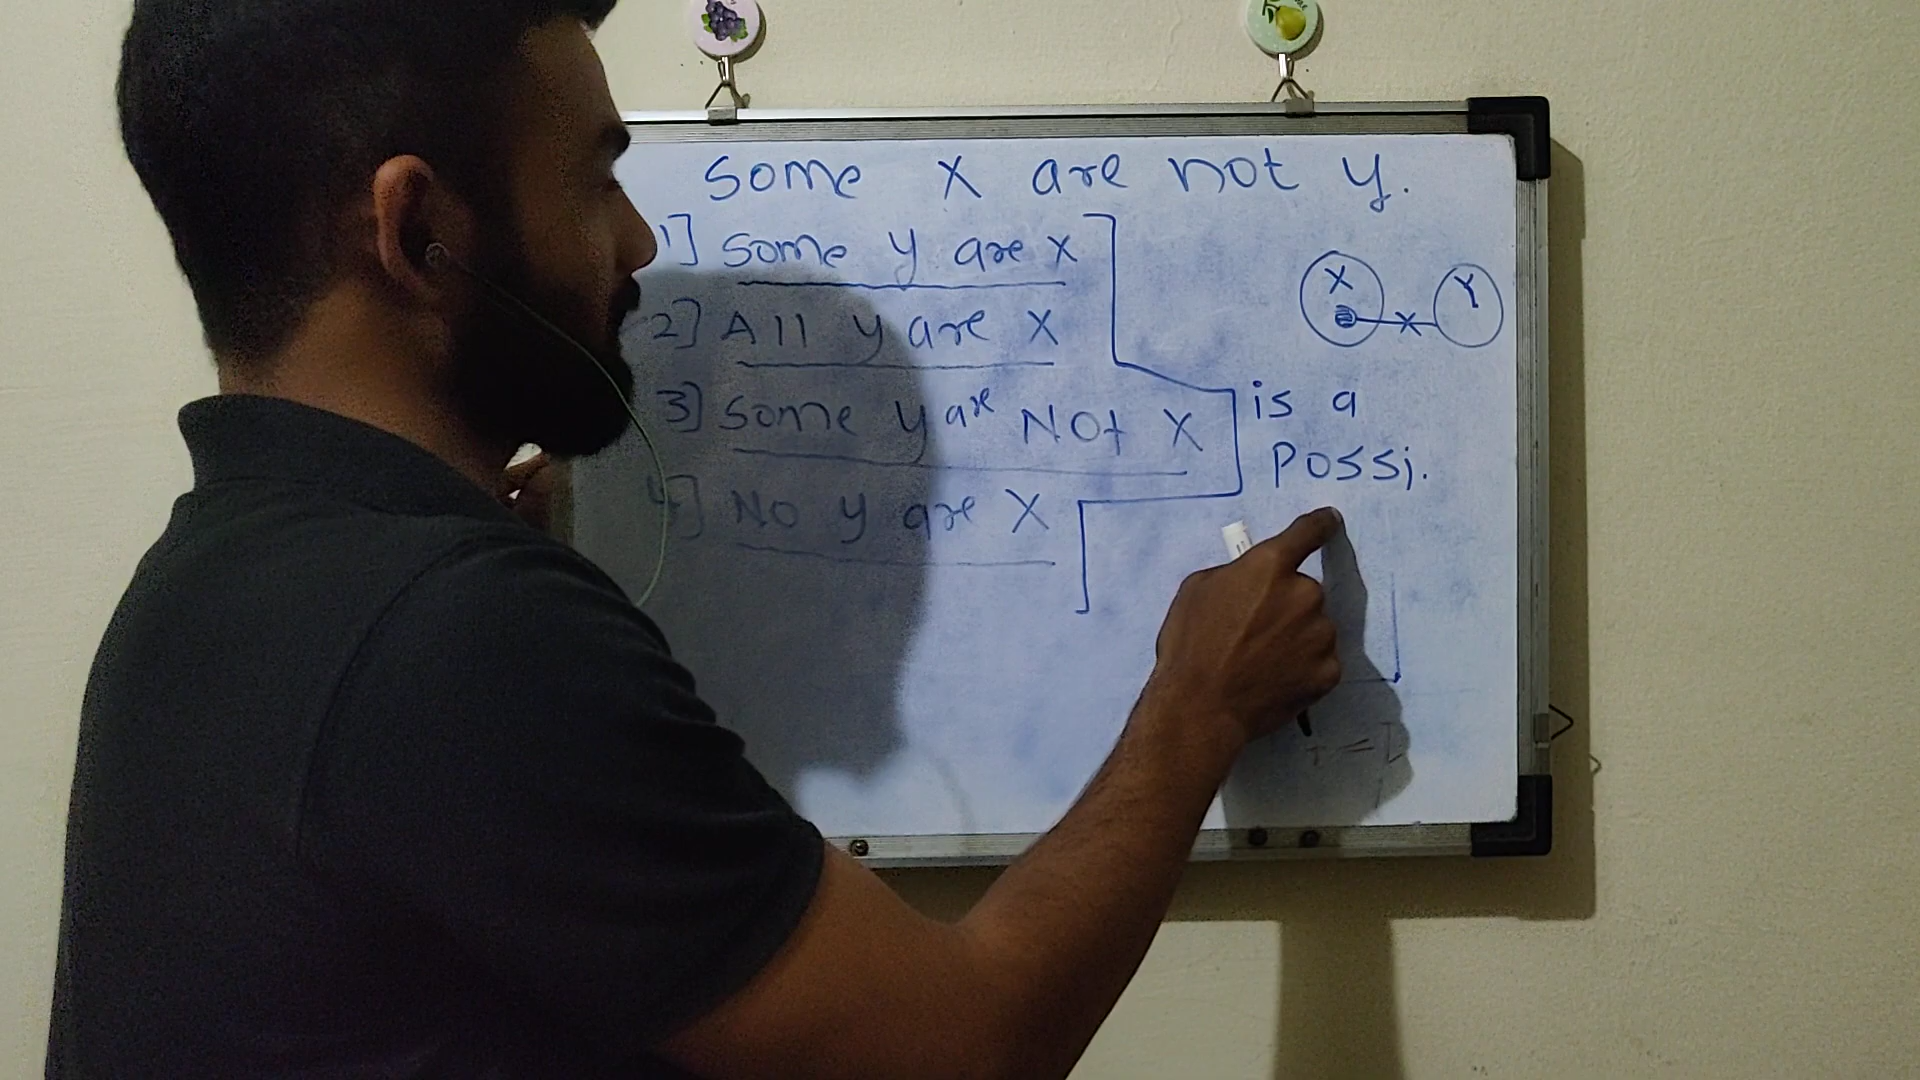 Some X are not y.
1] Some y are X
2] All y are X
3] Some y are NOt X
4] No y are X
is a
Possi.
X
Y
x